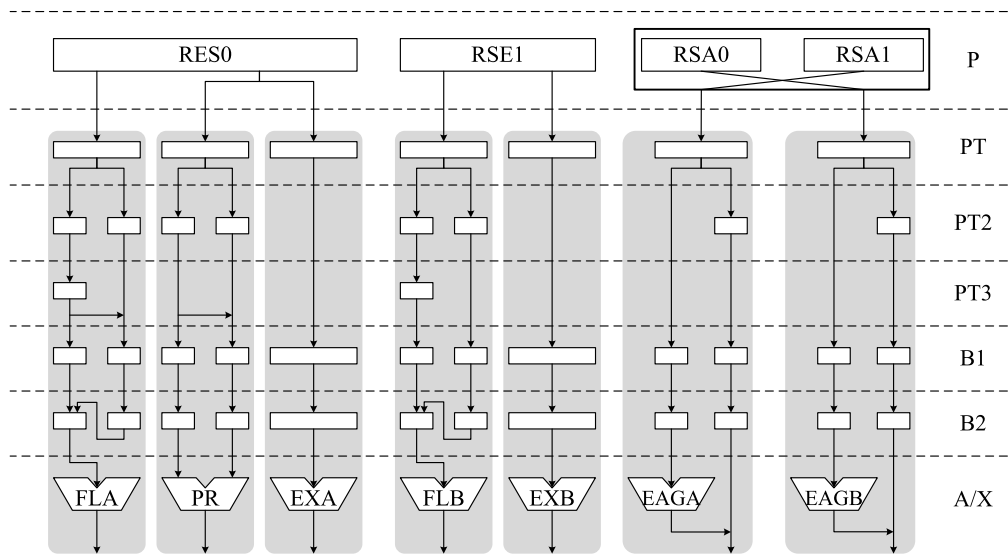 RES0
RSE1
RSA0
RSA1
P
PT
PT2
PT3
B1
B2
FLA
PR
EXA
FLB
EXB
EAGA
EAGB
A/X